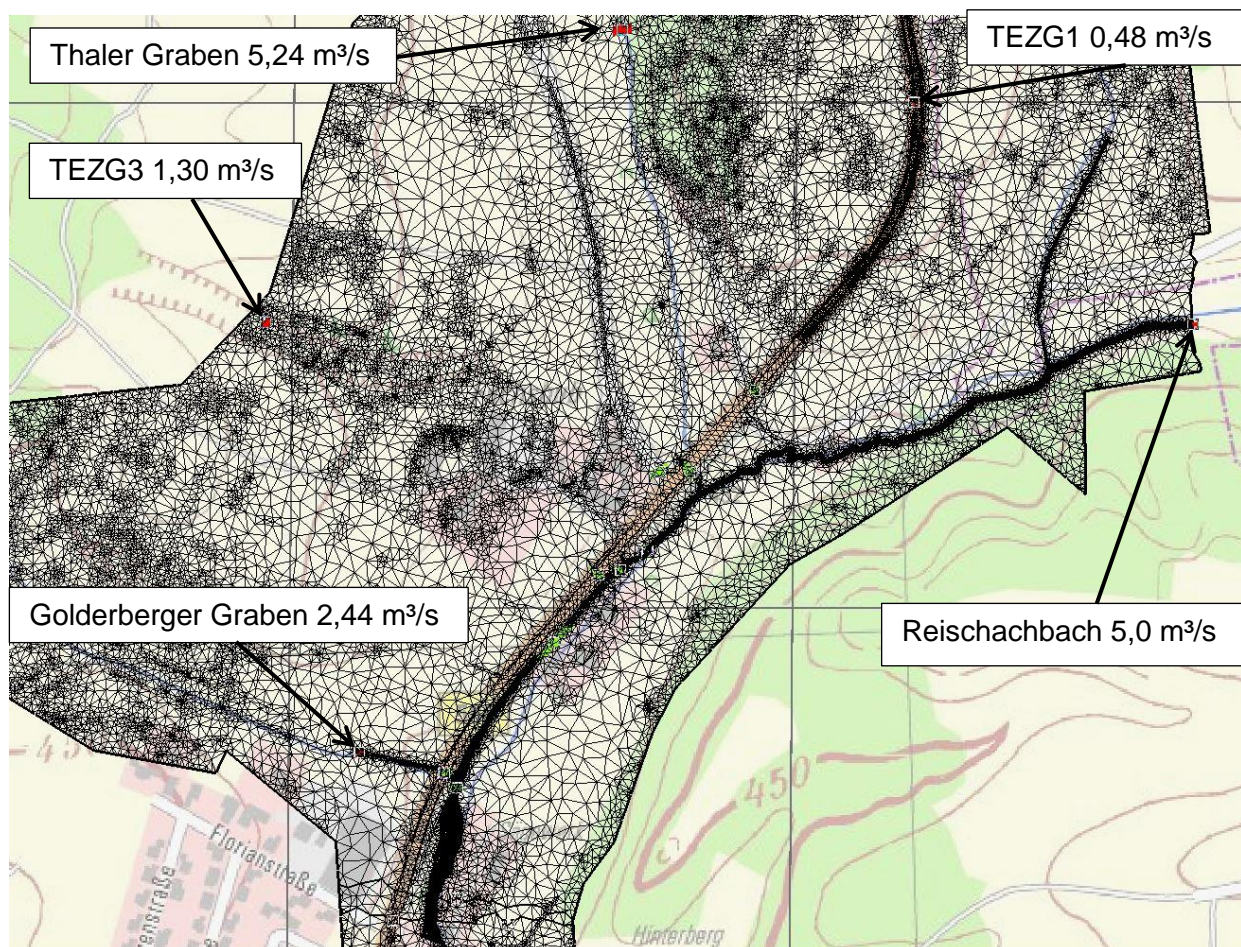 Thaler Graben 5,24 m³/s
TEZG1 0,48 m³/s
TEZG3 1,30 m³/s
Golderberger Graben 2,44 m³/s
Reischachbach 5,0 m³/s
450
Florianstraße
Hinterberg